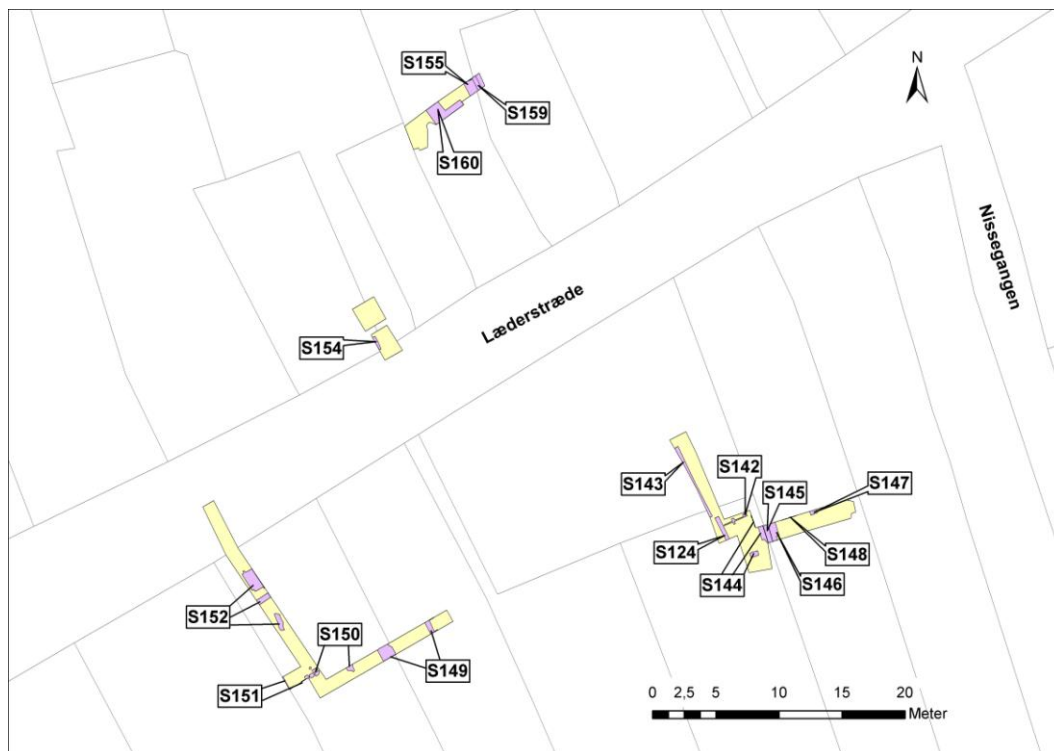 N
S155
S159
S160
Nissegangen
Læderstræde
S154
S142
S145
S147
S143
S124
S148
S144
S146
S152
S150
S149
S151
0 2,5 5 10 15 20
Meter